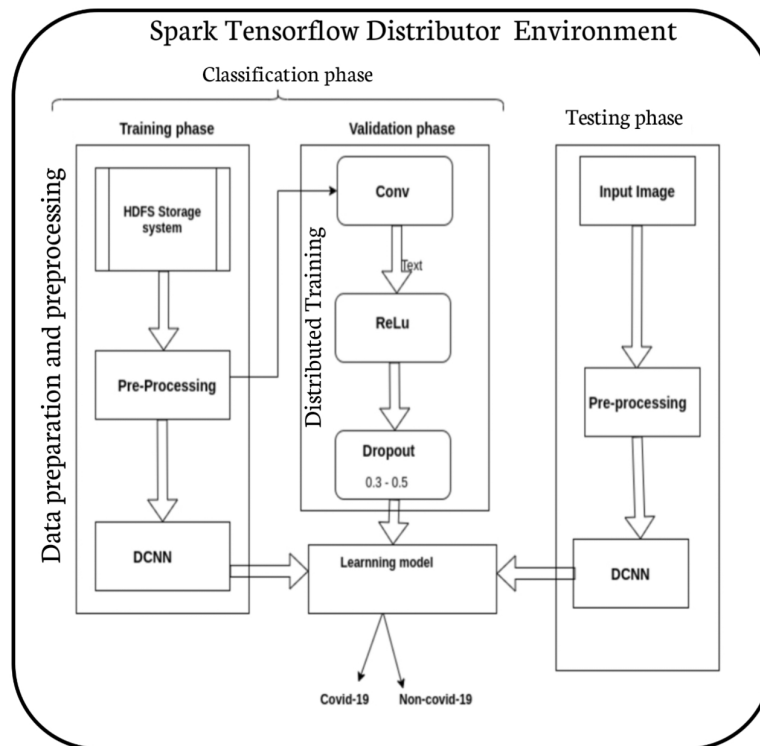 Spark Tensorflow Distributor Environment
Classification phase
Training phase
Validation phase
Testing phase
Data preparation and preprocessing
HDFS Storage
system
Pre-Processing
DCNN
Distributed Training
Conv
Text
ReLu
Dropout
0.3 - 0.5
Input Image
Pre-processing
DCNN
Learnning model
Covid-19
Non-covid-19